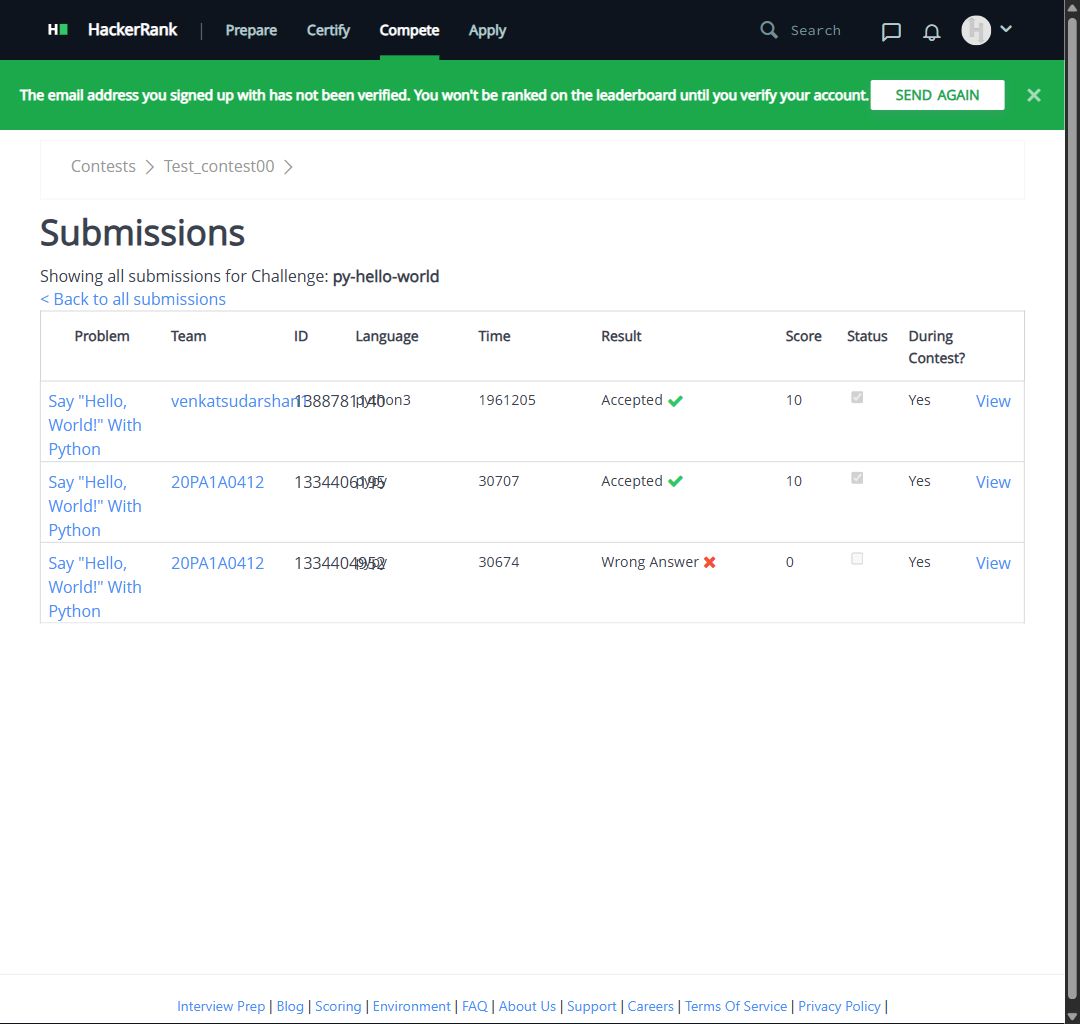 H HackerRank | Prepare Certify Compete Apply Search
The email address you signed up with has not been verified. You won't be ranked on the leaderboard until you verify your account. SEND AGAIN ×
Contests > Test_contest00 >
Submissions
Showing all submissions for Challenge: py-hello-world
< Back to all submissions
Problem Team ID Language Time Result Score Status During
Contest?
Say "Hello, 1388781140 python3 1961205 Accepted 10 Yes View
World!" With
Python
Say "Hello, 20PA1A0412 1334406195 pypy 30707 Accepted 10 Yes View
World!" With
Python
Say "Hello, 20PA1A0412 1334404952 pypy 30674 Wrong Answer 0 Yes View
World!" With
Python
Interview Prep | Blog | Scoring | Environment | FAQ | About Us | Support | Careers | Terms Of Service | Privacy Policy |